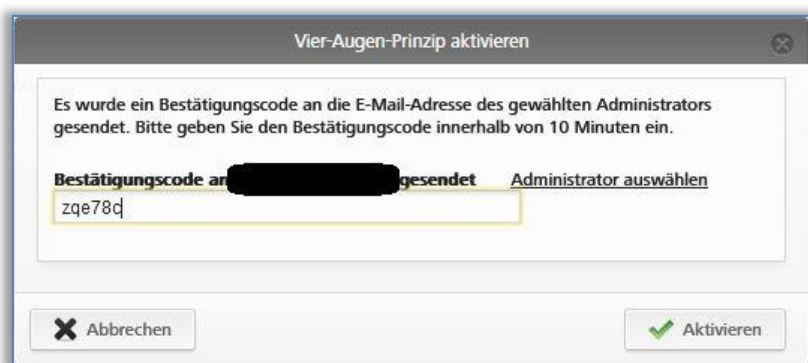 Vier-Augen-Prinzip aktivieren
Es wurde ein Bestätigungscode an die E-Mail-Adresse des gewählten Administrators
gesendet. Bitte geben Sie den Bestätigungscode innerhalb von 10 Minuten ein.
Bestätigungscode an gesendet Administrator auswählen
zqe78c
Abbrechen Aktivieren